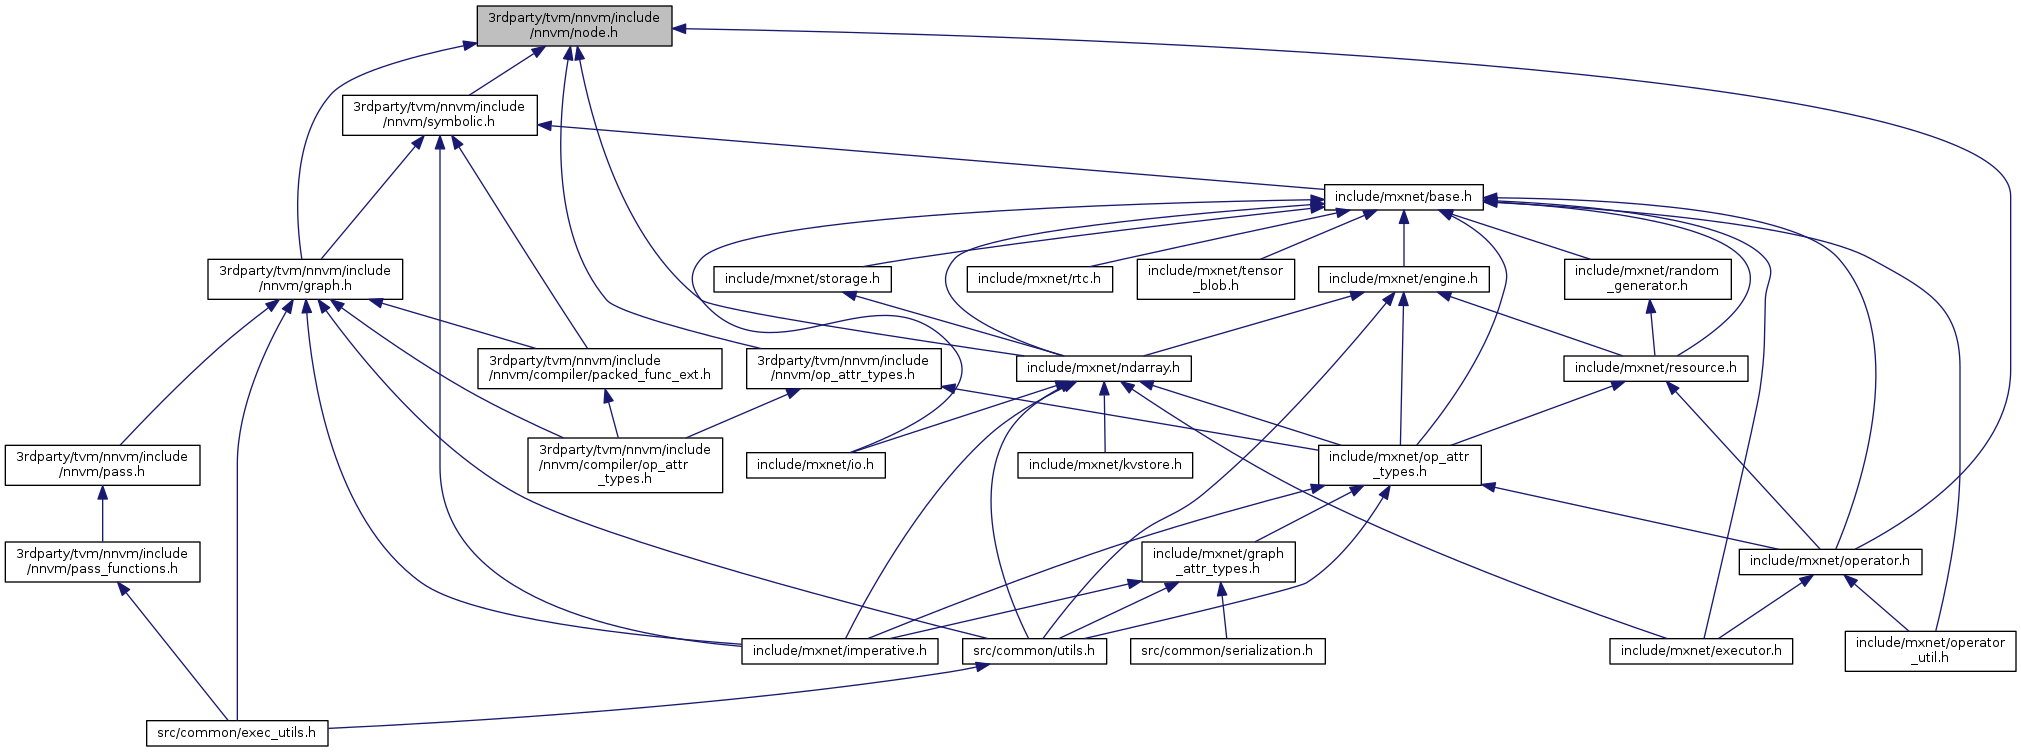 3rdparty/tvm/nnvm/include
/nnvm/node.h
3rdparty/tvm/nnvm/include
/nnvm/symbolic.h
include/mxnet/base.h
3rdparty/tvm/nnvm/include
/nnvm/graph.h
include/mxnet/storage.h
include/mxnet/rtc.h
include/mxnet/tensor
_blob.h
include/mxnet/engine.h
include/mxnet/random
_generator.h
3rdparty/tvm/nnvm/include
/nnvm/compiler/packed_func_ext.h
3rdparty/tvm/nnvm/include
/nnvm/op_attr_types.h
include/mxnet/ndarray.h
include/mxnet/resource.h
3rdparty/tvm/nnvm/include
/nnvm/pass.h
3rdparty/tvm/nnvm/include
/nnvm/compiler/op_attr
_types.h
include/mxnet/io.h
include/mxnet/kvstore.h
include/mxnet/op_attr
_types.h
3rdparty/tvm/nnvm/include
/nnvm/pass_functions.h
include/mxnet/graph
_attr_types.h
include/mxnet/operator.h
include/mxnet/imperative.h
src/common/utils.h
src/common/serialization.h
include/mxnet/executor.h
include/mxnet/operator
_util.h
src/common/exec_utils.h